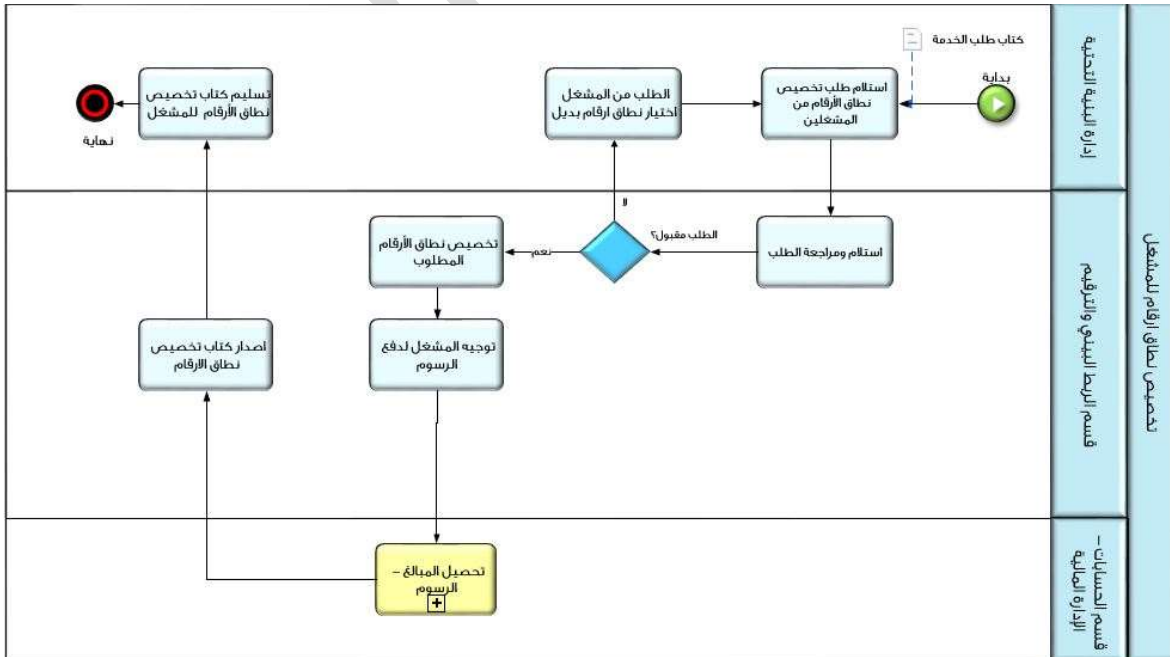 تخصيص نطاق ارقام للمشغل
إدارة البنية التحتية
كتاب طلب الخدمة
بداية
استلام طلب تخصيص
نطاق الأرقام من
المشغلين
الطلب من المشغل
اختيار نطاق ارقام بديل
تسليم كتاب تخصيص
نطاق الأرقام للمشغل
نهاية
قسم الربط البيني والترقيم
استلام ومراجعة الطلب
الطلب مقبول؟
لا
نعم
تخصيص نطاق الأرقام
المطلوب
توجيه المشغل لدفع
الرسوم
اصدار كتاب تخصيص
نطاق الارقام
قسم الحسابات –
الإدارة المالية
تحصيل المبالغ –
الرسوم